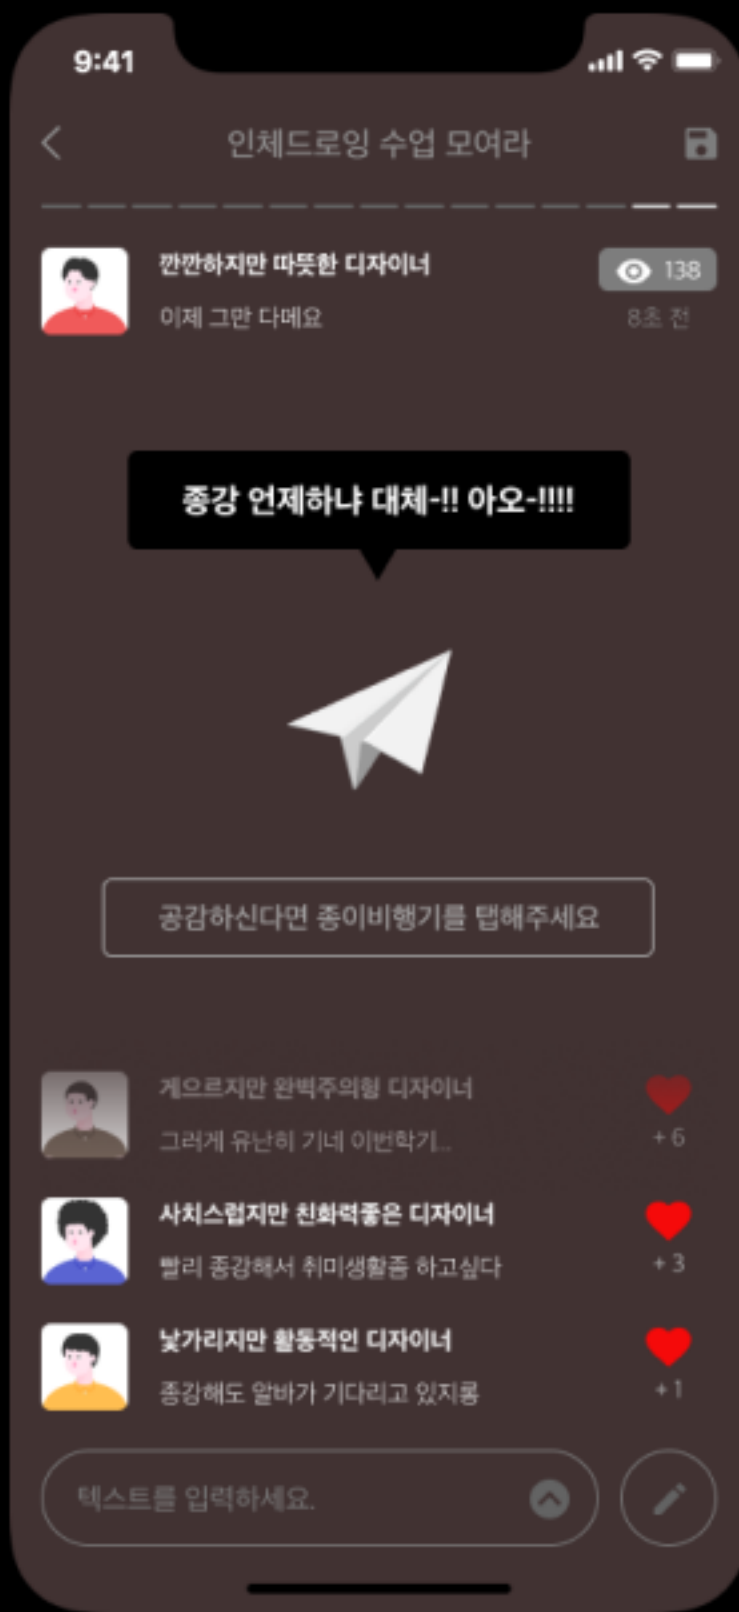 9:41
인체드로잉 수업 모여라
깐깐하지만 따뜻한 디자이너
138
이제 그만 다메요
8초 전
종강 언제하냐 대체-!! 아오-!!!!
공감하신다면 종이비행기를 탭해주세요
게으르지만 완벽주의형 디자이너
그러게 유난히 기네 이번학기...
+ 6
사치스럽지만 친화력좋은 디자이너
빨리 종강해서 취미생활좀 하고싶다
+ 3
낯가리지만 활동적인 디자이너
종강해도 알바가 기다리고 있지롱
+ 1
텍스트를 입력하세요.